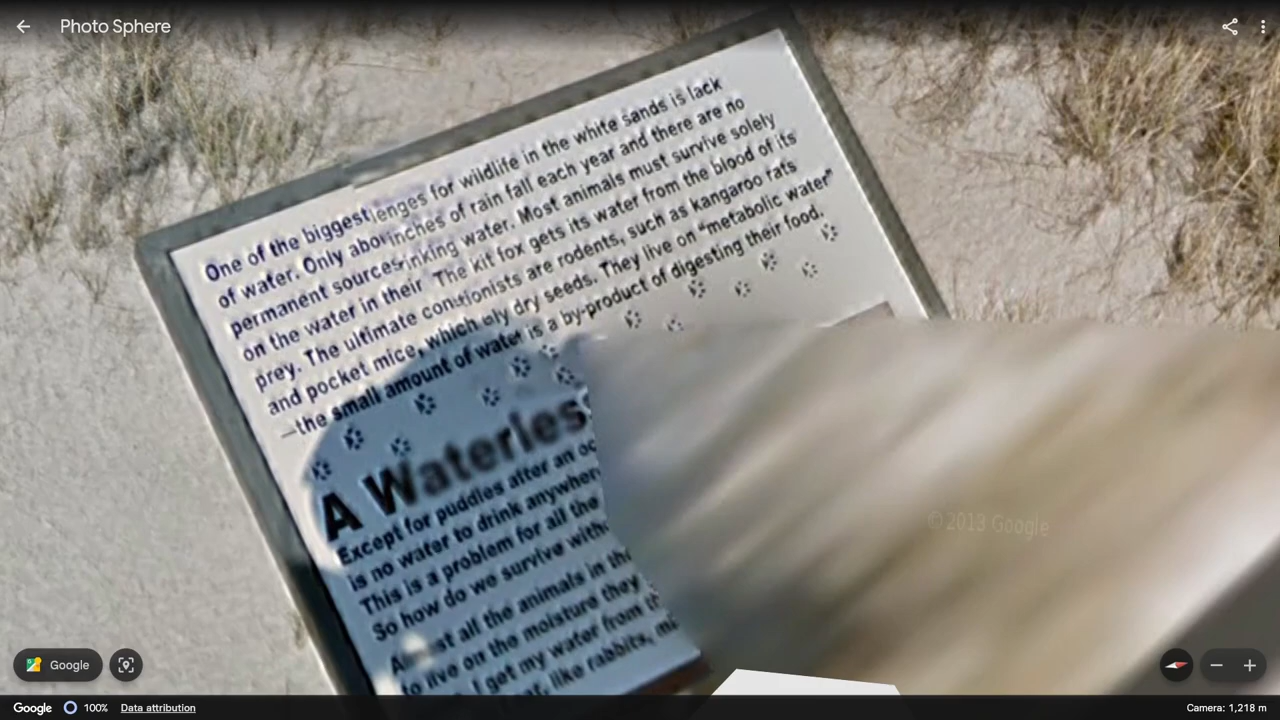 Photo Sphere
One of the biggest lenges for wildlife in the white sands is lack
of water. Only abo inches of rain fall each year and there are no
permanent sources inking water. Most animals must survive solely
on the water in their The kit fox gets its water from the blood of its
prey. The ultimate con tionists are rodents, such as kangaroo rats
and pocket mice, which ly dry seeds. They live on “metabolic water”
—the small amount of water is a by-product of digesting their food.
A Waterles
Except for puddles after an oc
is no water to drink anywher
This is a problem for all the
So how do we survive witho
A st all the animals in th
to live on the moisture they
I get my water from t
like rabbits, mi
© 2013 Google
Google
Google 100% Data attribution Camera: 1,218 m